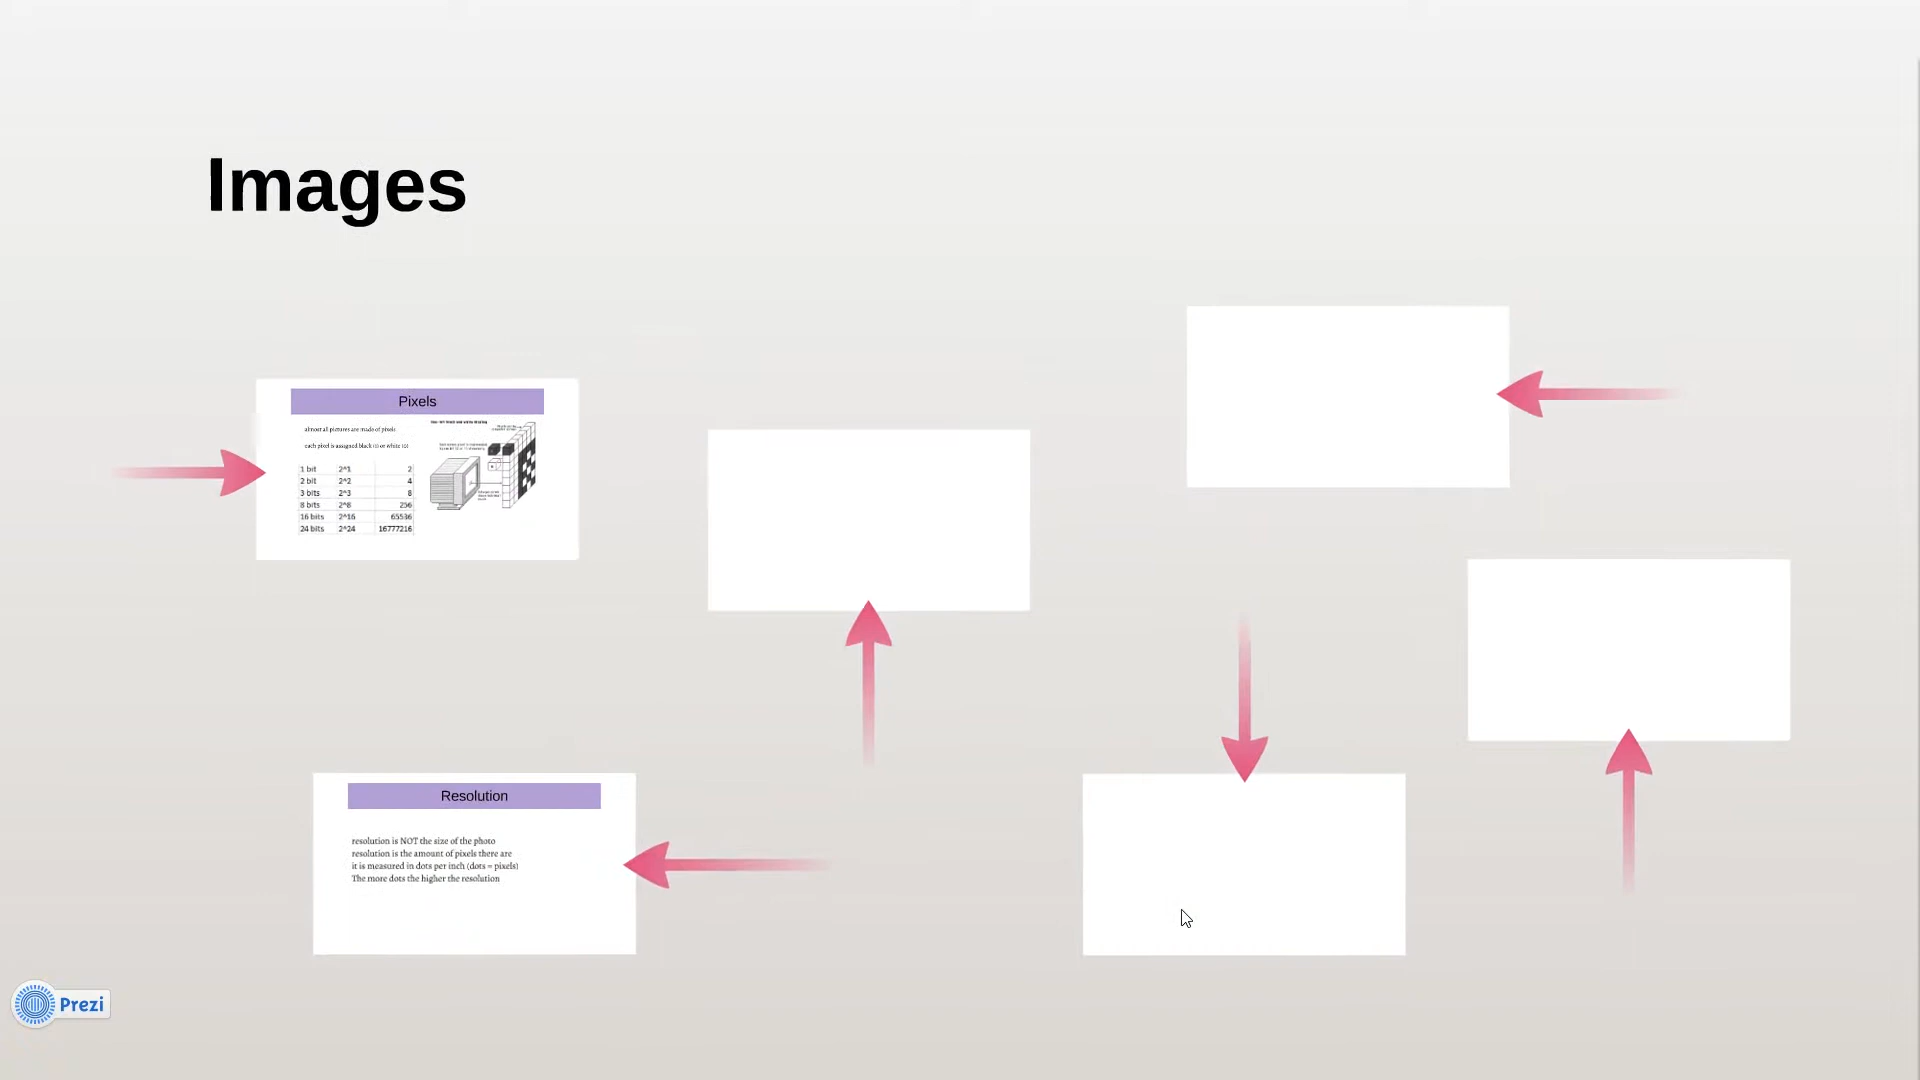 Images
Pixels
almost all pictures are made of pixels
each pixel is assigned black (1) or white (0)
1 bit 2^1 2
2 bit 2^2 4
3 bits 2^3 8
8 bits 2^8 256
16 bits 2^16 65536
24 bits 2^24 16777216
Resolution
resolution is NOT the size of the photo
resolution is the amount of pixels there are
it is measured in dots per inch (dots = pixels)
The more dots the higher the resolution
Prezi